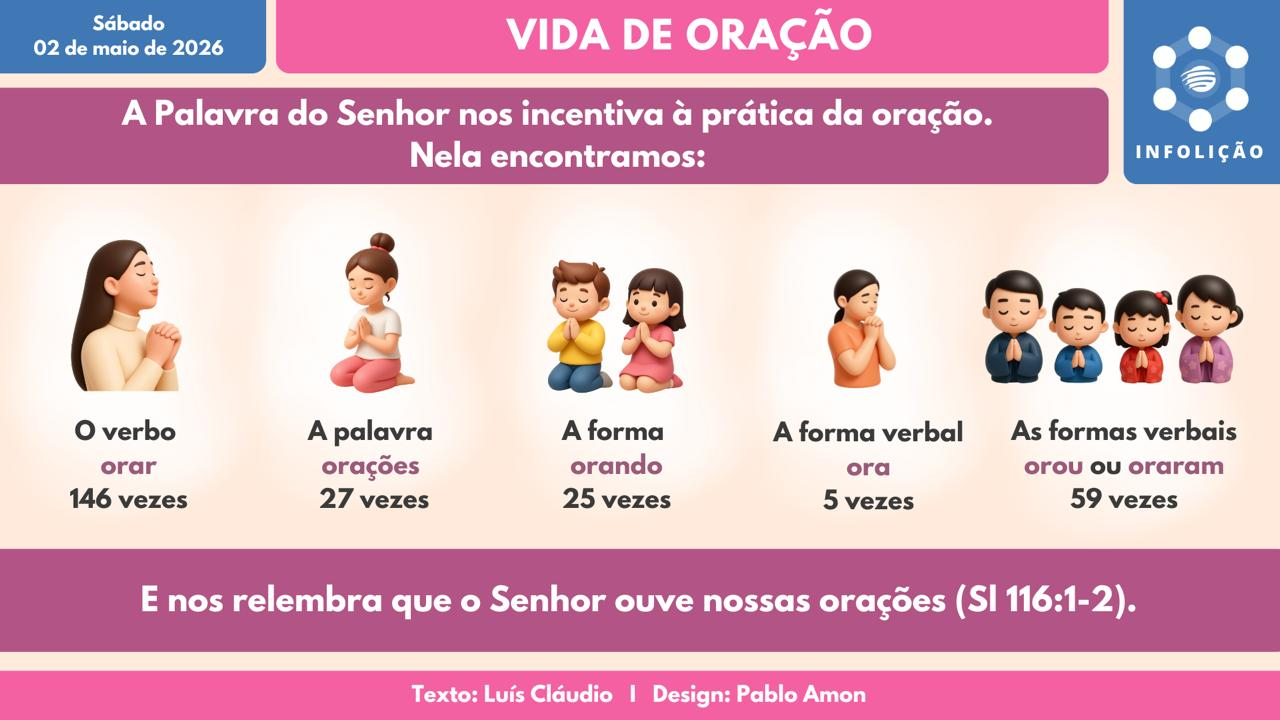 Sábado
02 de maio de 2026
VIDA DE ORAÇÃO
INFOLIÇÃO
A Palavra do Senhor nos incentiva à prática da oração.
Nela encontramos:
O verbo
orar
146 vezes
A palavra
orações
27 vezes
A forma
orando
25 vezes
A forma verbal
ora
5 vezes
As formas verbais
orou ou oraram
59 vezes
E nos relembra que o Senhor ouve nossas orações (Sl 116:1-2).
Texto: Luís Cláudio | Design: Pablo Amon